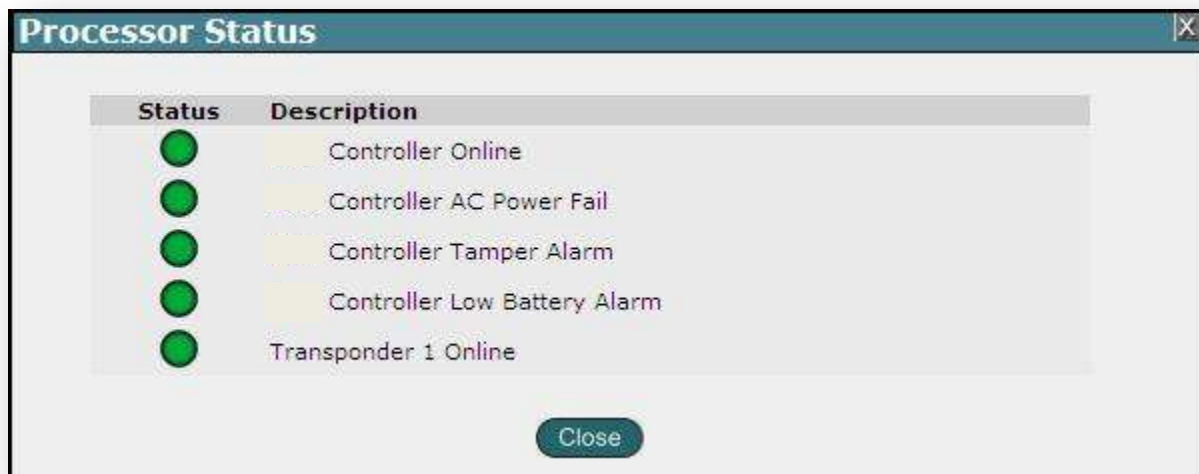 Processor Status
X
Status Description
Controller Online
Controller AC Power Fail
Controller Tamper Alarm
Controller Low Battery Alarm
Transponder 1 Online
Close